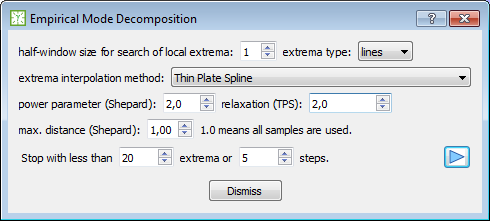 Empirical Mode Decomposition
half-window size for search of local extrema: 1 extrema type: lines
extrema interpolation method: Thin Plate Spline
power parameter (Shepard): 2,0 relaxation (TPS): 2,0
max. distance (Shepard): 1,00 1.0 means all samples are used.
Stop with less than 20 extrema or 5 steps.
Dismiss